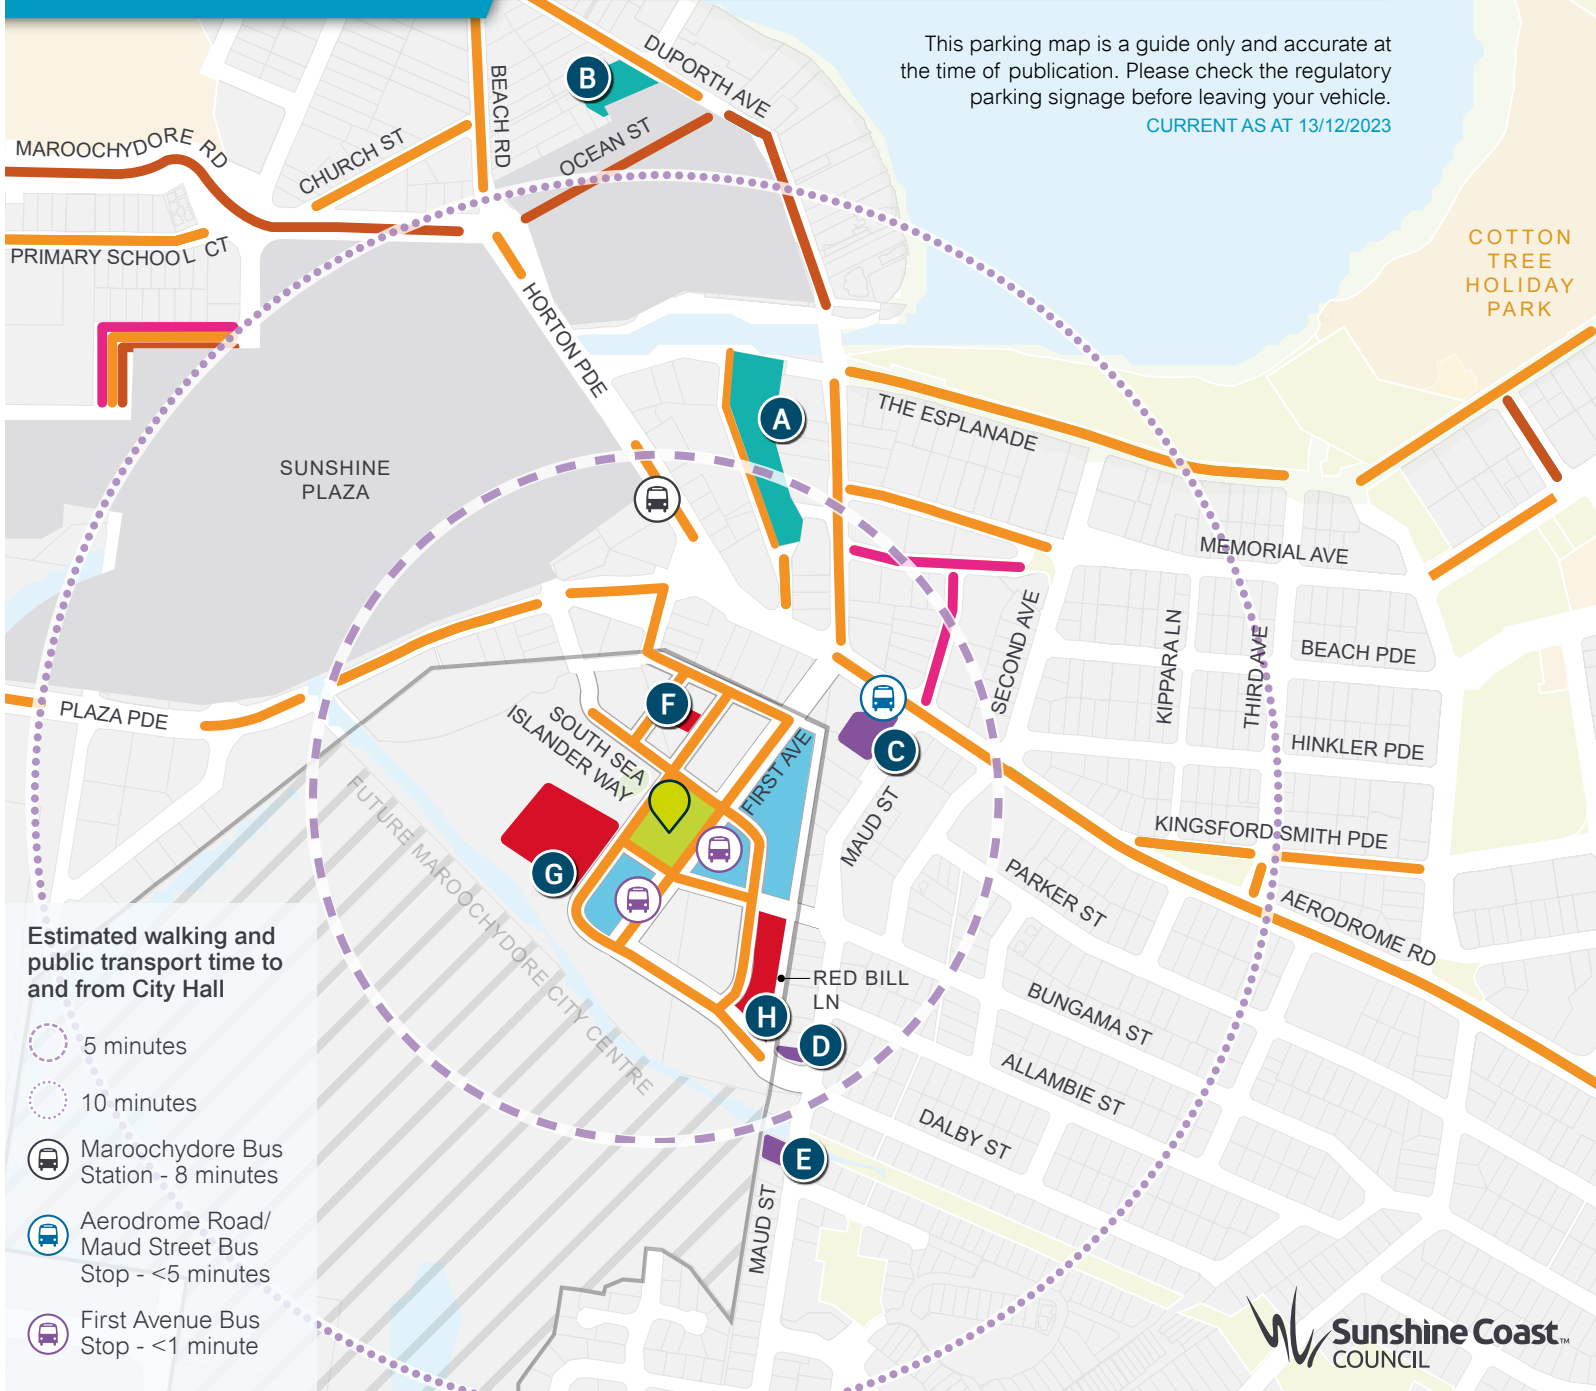 This parking map is a guide only and accurate at
the time of publication. Please check the regulatory
parking signage before leaving your vehicle.
CURRENT AS AT 13/12/2023
B
DUPORTH AVE
BEACH RD
OCEAN ST
CHURCH ST
MAROOCHYDORE RD
PRIMARY SCHOOL CT
HORTON PDE
COTTON
TREE
HOLIDAY
PARK
A
THE ESPLANADE
SUNSHINE
PLAZA
MEMORIAL AVE
SECOND AVE
KIPPARA LN
THIRD AVE
BEACH PDE
HINKLER PDE
PLAZA PDE
F
SOUTH SEA
ISLANDER WAY
FIRST AVE
C
MAUD ST
KINGSFORD SMITH PDE
PARKER ST
AERODROME RD
G
FUTURE MAROOCHYDORE CITY CENTRE
RED BILL
LN
H
D
BUNGAMA ST
ALLAMBIE ST
DALBY ST
E
MAUD ST
Estimated walking and
public transport time to
and from City Hall
5 minutes
10 minutes
Maroochydore Bus
Station - 8 minutes
Aerodrome Road/
Maud Street Bus
Stop - <5 minutes
First Avenue Bus
Stop - <1 minute
Sunshine Coast™
COUNCIL